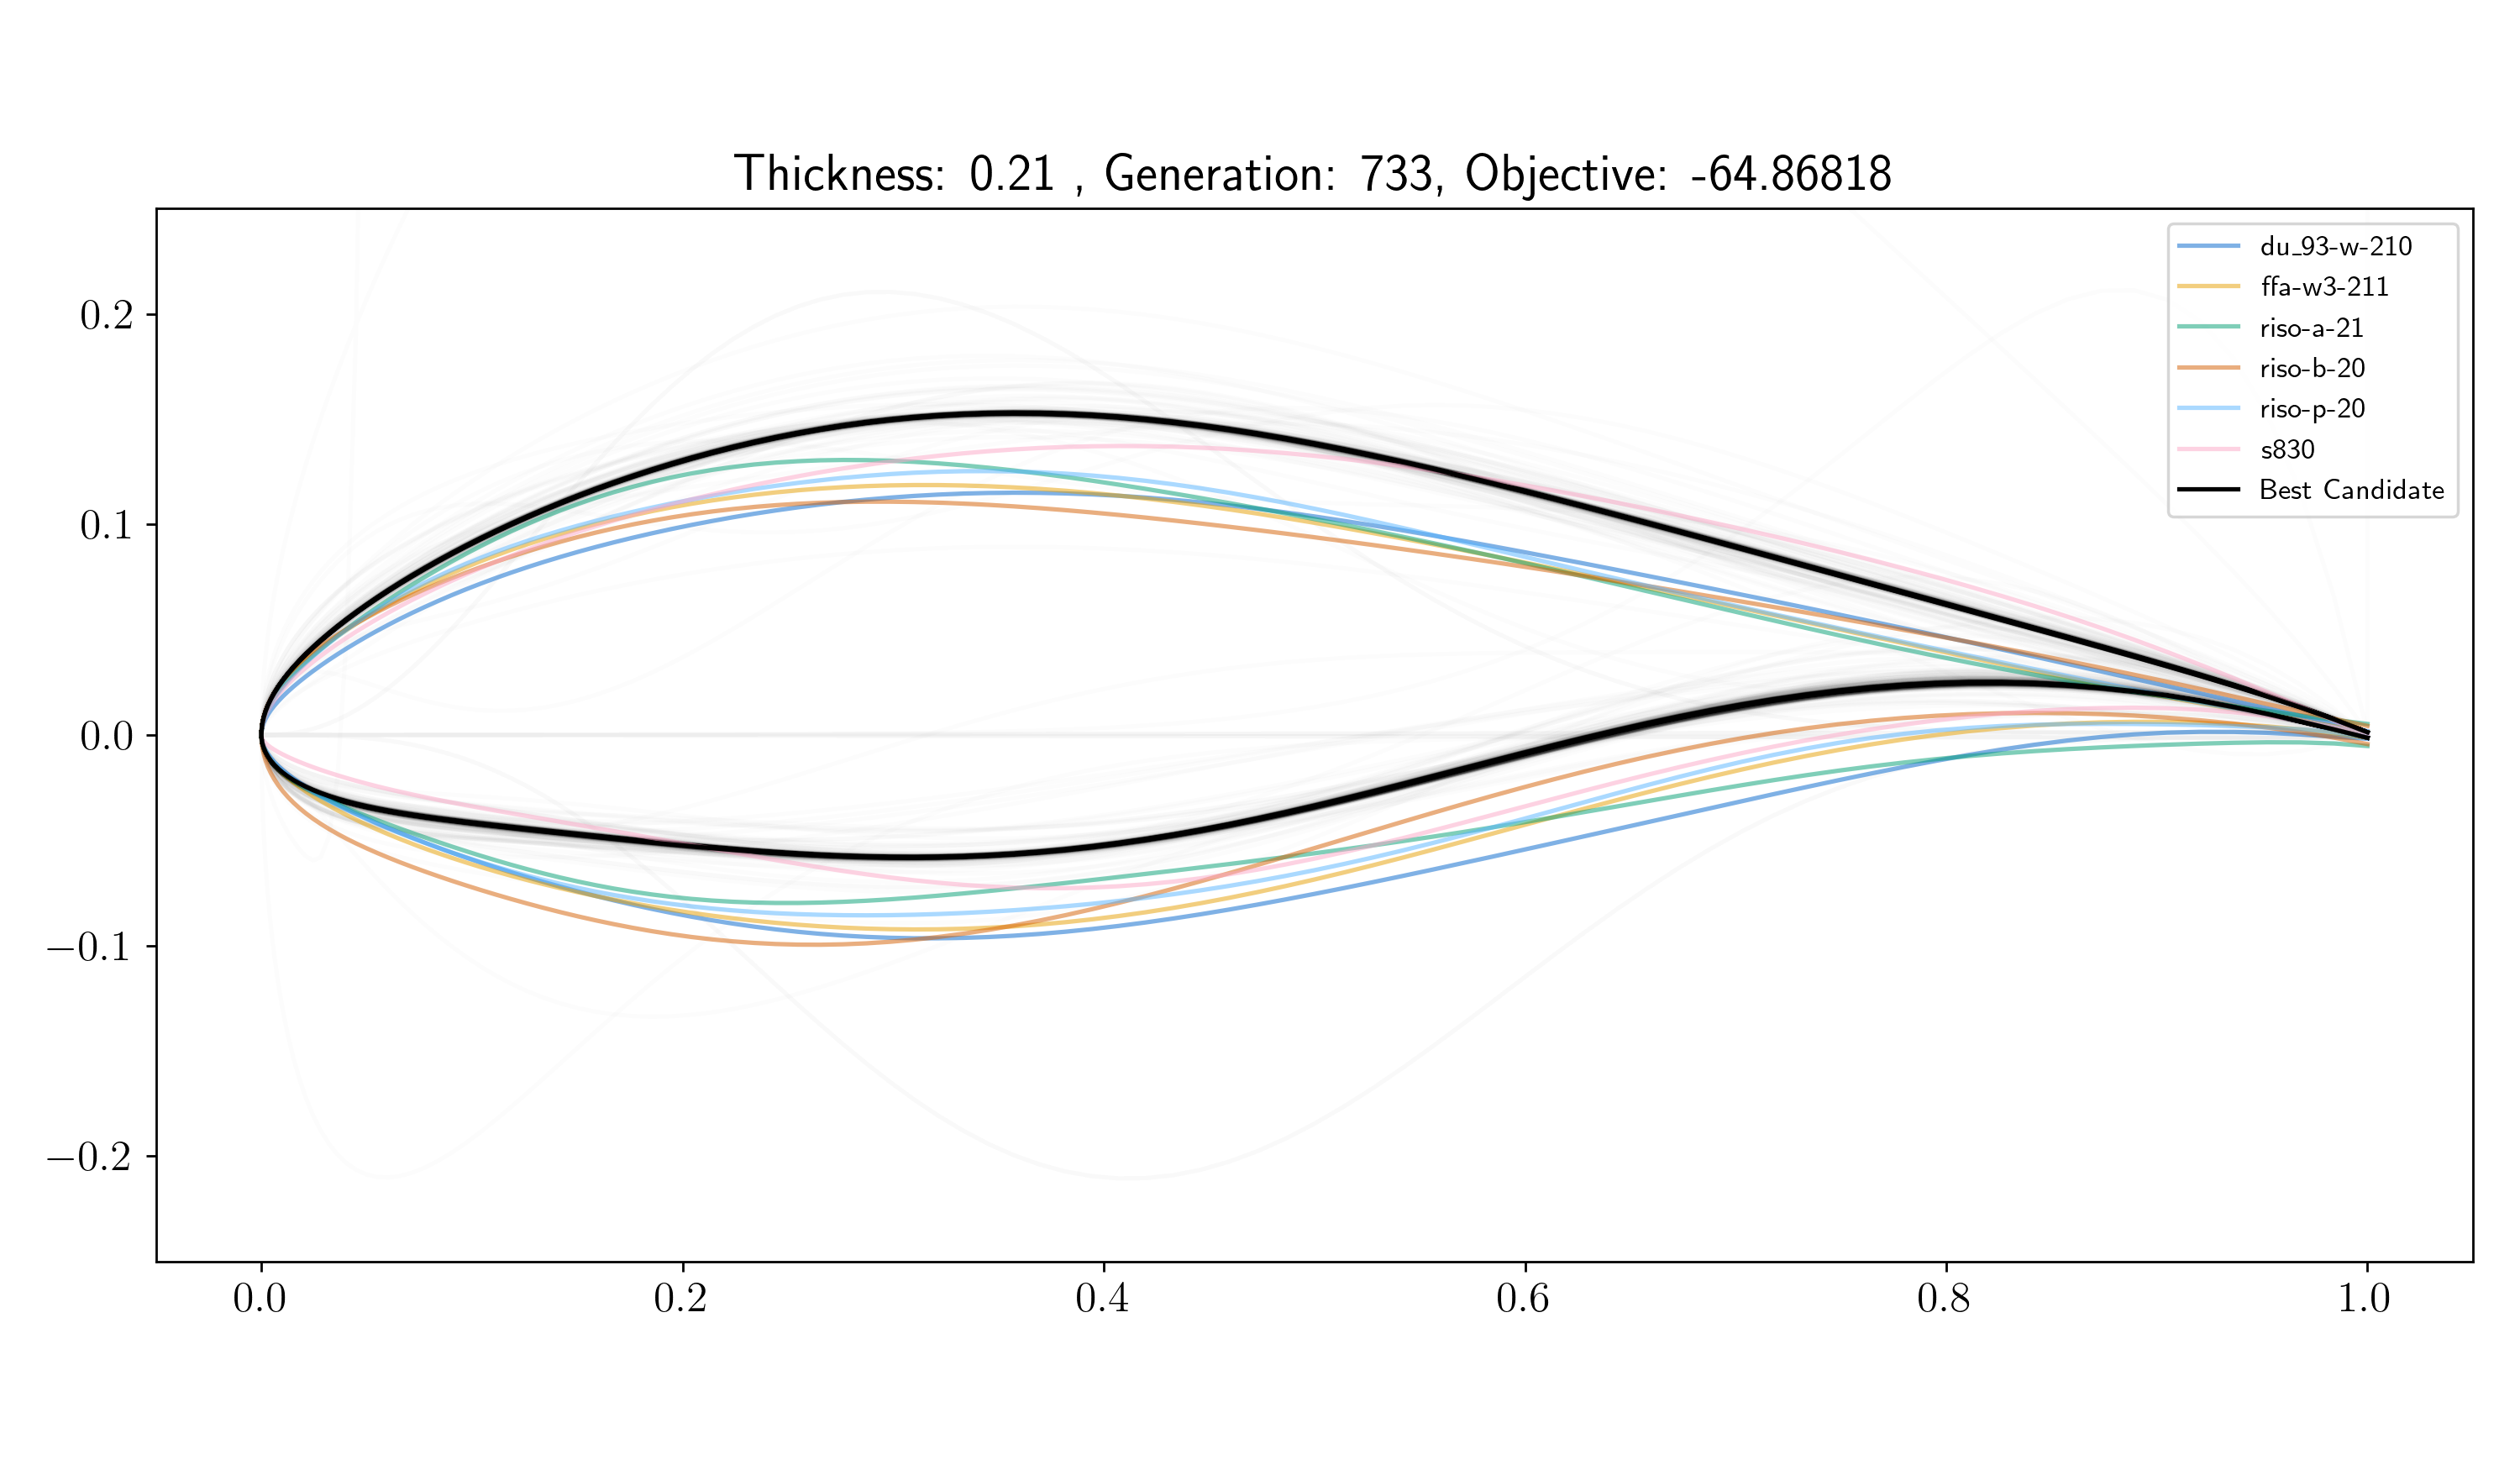 Thickness: 0.21 , Generation: 733, Objective: -64.86818
du_93-w-210
ffa-w3-211
riso-a-21
riso-b-20
riso-p-20
s830
Best Candidate
0.2
0.1
0.0
−0.1
−0.2
0.0 0.2 0.4 0.6 0.8 1.0